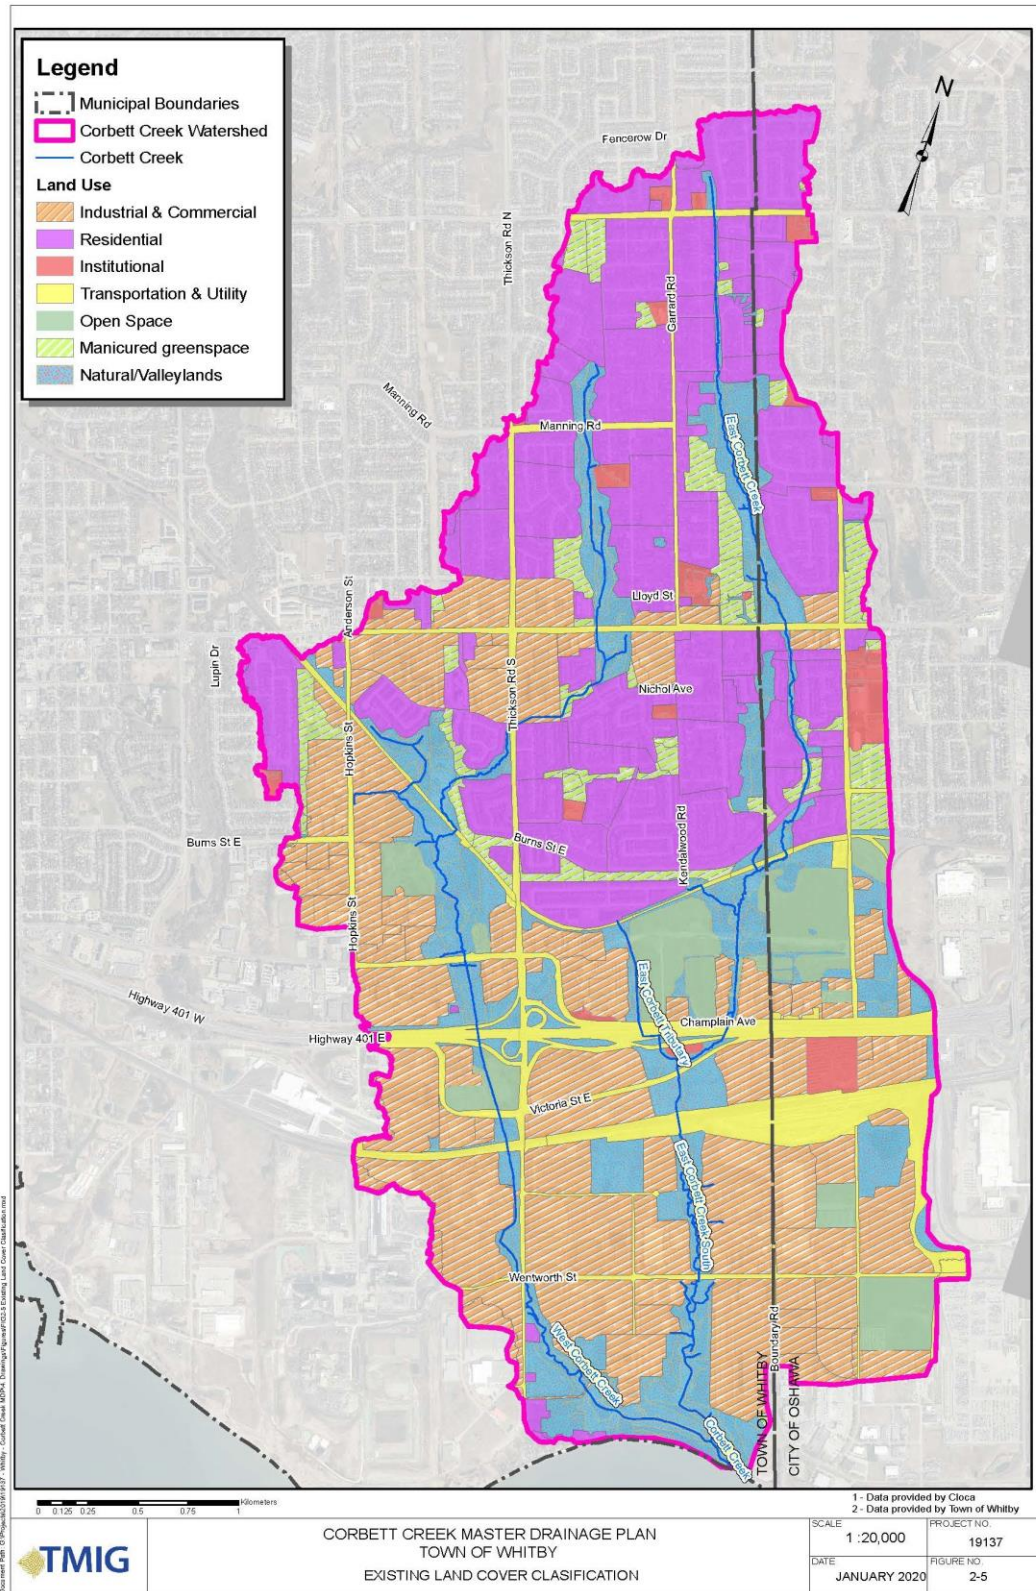 Legend
Municipal Boundaries
Corbett Creek Watershed
Corbett Creek
Land Use
Industrial & Commercial
Residential
Institutional
Transportation & Utility
Open Space
Manicured greenspace
Natural/Valleylands
N
Fencerow Dr
Thickson Rd N
Garrard Rd
Manning Rd
Manning Rd
East Corbett Creek
Anderson St
Lloyd St
Lupin Dr
Thickson Rd S
Nichol Ave
Hopkins St
Burns St E
Burns St E
Kendalwood Rd
Hopkins St
East Corbett Tributary
Highway 401 W
Highway 401 E
Champlain Ave
Victoria St E
East Corbett Creek South
Wentworth St
West Corbett Creek
Boundary Rd
TOWN OF WHITBY
CITY OF OSHAWA
Corbett Creek
0 0.125 0.25 0.5 0.75 1 Kilometers
1 - Data provided by Cloca
2 - Data provided by Town of Whitby
TMIG
CORBETT CREEK MASTER DRAINAGE PLAN
TOWN OF WHITBY
EXISTING LAND COVER CLASSIFICATION
SCALE
1 :20,000
PROJECT NO.
19137
DATE
JANUARY 2020
FIGURE NO.
2-5